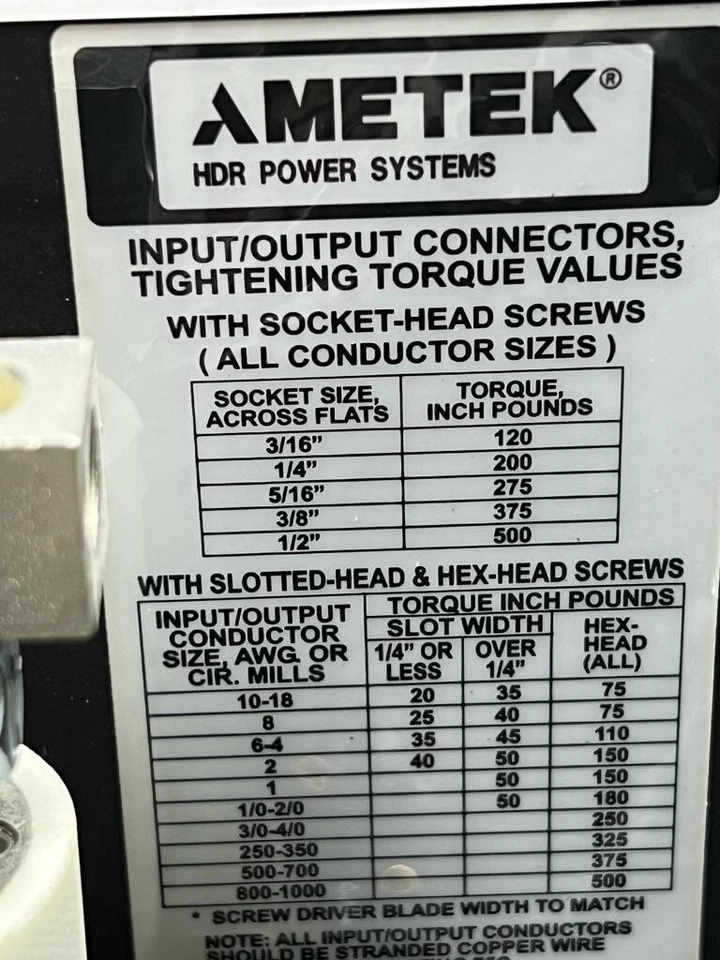 AMETEK®
HDR POWER SYSTEMS
INPUT/OUTPUT CONNECTORS,
TIGHTENING TORQUE VALUES
WITH SOCKET-HEAD SCREWS
( ALL CONDUCTOR SIZES )
SOCKET SIZE, ACROSS FLATS TORQUE, INCH POUNDS
3/16" 120
1/4" 200
5/16" 275
3/8" 375
1/2" 500
WITH SLOTTED-HEAD & HEX-HEAD SCREWS
INPUT/OUTPUT CONDUCTOR SIZE, AWG OR CIR. MILLS
TORQUE INCH POUNDS
SLOT WIDTH
1/4" OR LESS
OVER 1/4"
HEX-HEAD (ALL)
10-18 20 35 75
8 25 40 75
6-4 35 45 110
2 40 50 150
1 50 150
1/0-2/0 50 180
3/0-4/0 250
250-350 325
500-700 375
800-1000 500
* SCREW DRIVER BLADE WIDTH TO MATCH
NOTE: ALL INPUT/OUTPUT CONDUCTORS
SHOULD BE STRANDED COPPER WIRE